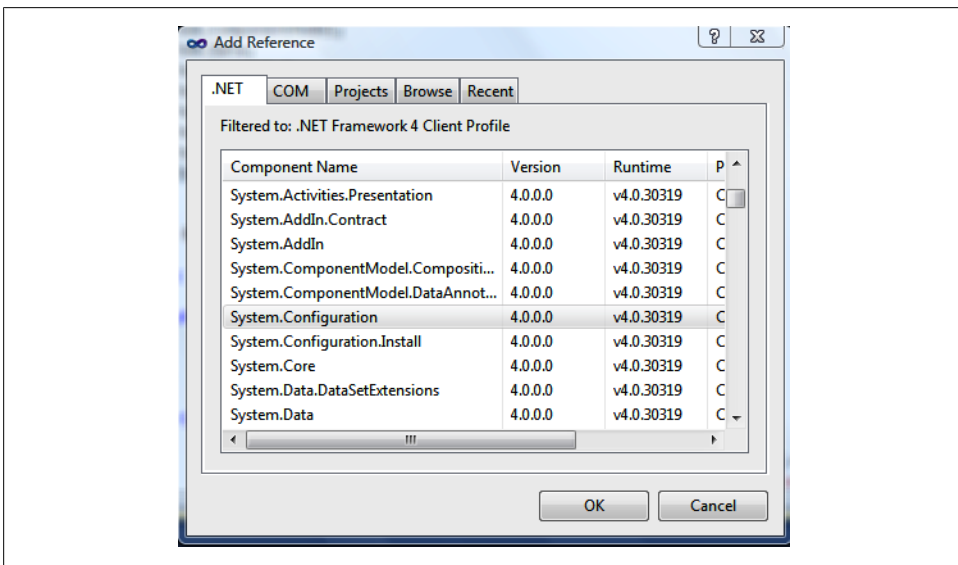 Add Reference
.NET COM Projects Browse Recent
Filtered to: .NET Framework 4 Client Profile
Component Name Version Runtime P
System.Activities.Presentation 4.0.0.0 v4.0.30319 C
System.AddIn.Contract 4.0.0.0 v4.0.30319 C
System.AddIn 4.0.0.0 v4.0.30319 C
System.ComponentModel.Compositi... 4.0.0.0 v4.0.30319 C
System.ComponentModel.DataAnnot... 4.0.0.0 v4.0.30319 C
System.Configuration 4.0.0.0 v4.0.30319 C
System.Configuration.Install 4.0.0.0 v4.0.30319 C
System.Core 4.0.0.0 v4.0.30319 C
System.Data.DataSetExtensions 4.0.0.0 v4.0.30319 C
System.Data 4.0.0.0 v4.0.30319 C
OK Cancel